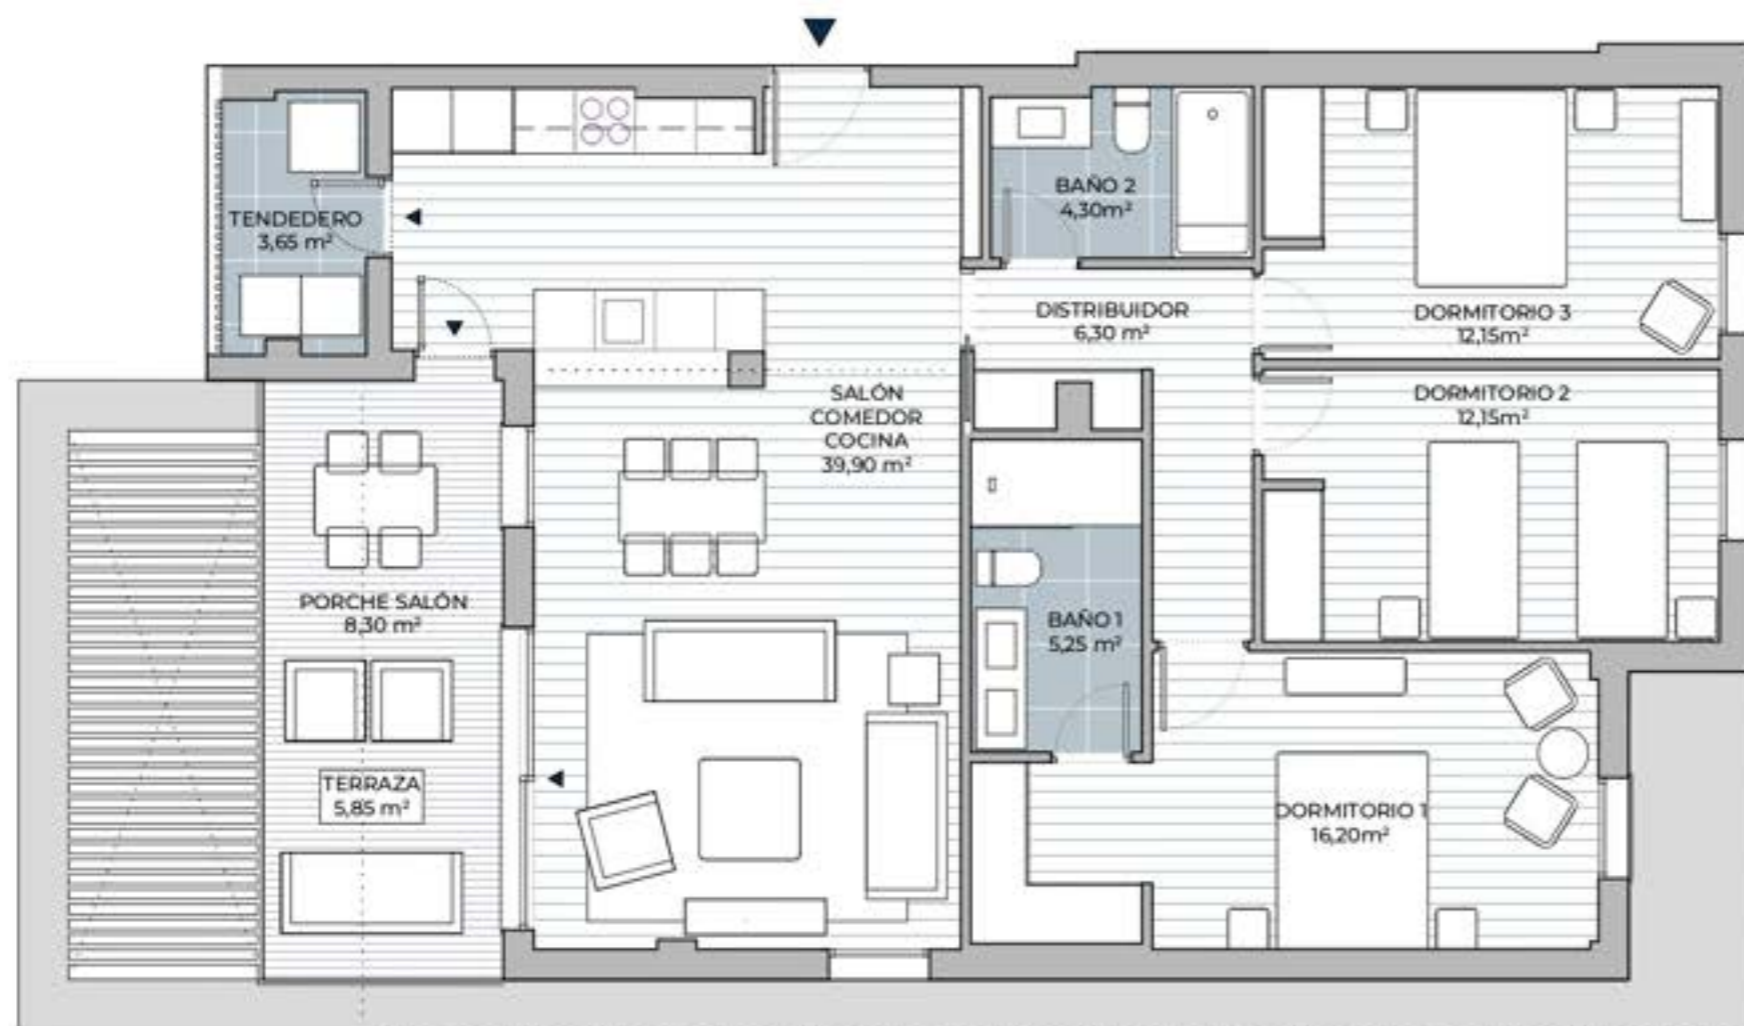 BAÑO 2
4,30m²
TENDEDERO
3,65 m²
DISTRIBUIDOR
6,30 m²
DORMITORIO 3
12,15m²
SALÓN
COMEDOR
COCINA
39,90 m²
DORMITORIO 2
12,15m²
PORCHE SALÓN
8,30 m²
BAÑO 1
5,25 m²
TERRAZA
5,85 m²
DORMITORIO 1
16,20m²